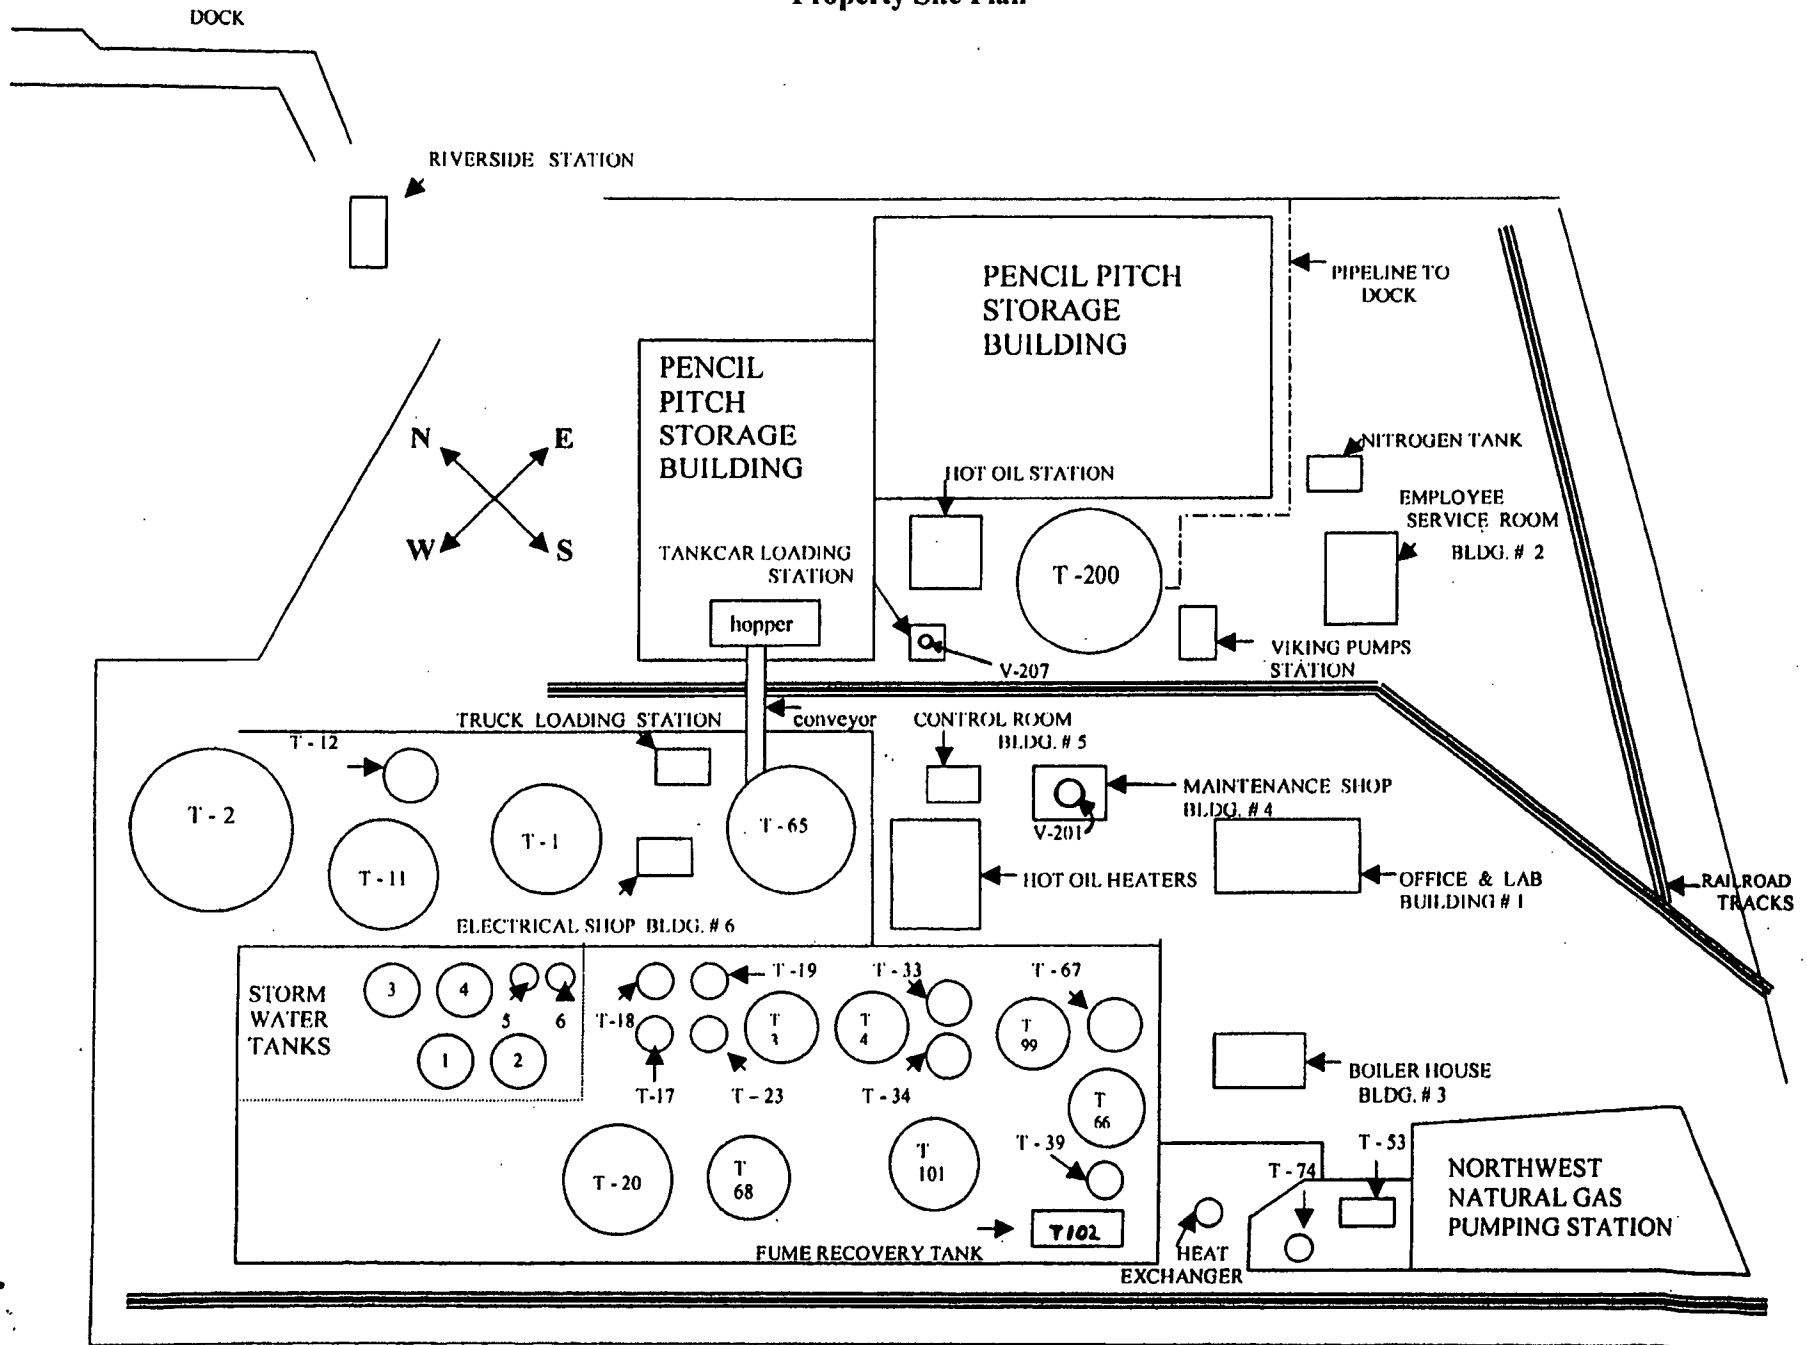 Property Site Plan
DOCK
RIVERSIDE STATION
PENCIL PITCH
STORAGE
BUILDING
PIPELINE TO
DOCK
PENCIL
PITCH
STORAGE
BUILDING
N
E
W
S
NITROGEN TANK
HOT OIL STATION
EMPLOYEE
SERVICE ROOM
BLDG. # 2
TANKCAR LOADING
STATION
T -200
hopper
VIKING PUMPS
STATION
V-207
TRUCK LOADING STATION
conveyor
CONTROL ROOM
BLDG. # 5
T - 12
MAINTENANCE SHOP
BLDG. # 4
T - 2
T - 1
T - 65
V-201
T - 11
HOT OIL HEATERS
OFFICE & LAB
BUILDING # 1
RAILROAD
TRACKS
ELECTRICAL SHOP BLDG. # 6
STORM
WATER
TANKS
3
4
5
6
1
2
T-18
T -19
T - 33
T - 67
T
3
T
4
T
99
T-17
T - 23
T - 34
BOILER HOUSE
BLDG. # 3
T
66
T - 20
T
68
T
101
T - 39
T - 53
T - 74
NORTHWEST
NATURAL GAS
PUMPING STATION
T102
FUME RECOVERY TANK
HEAT
EXCHANGER